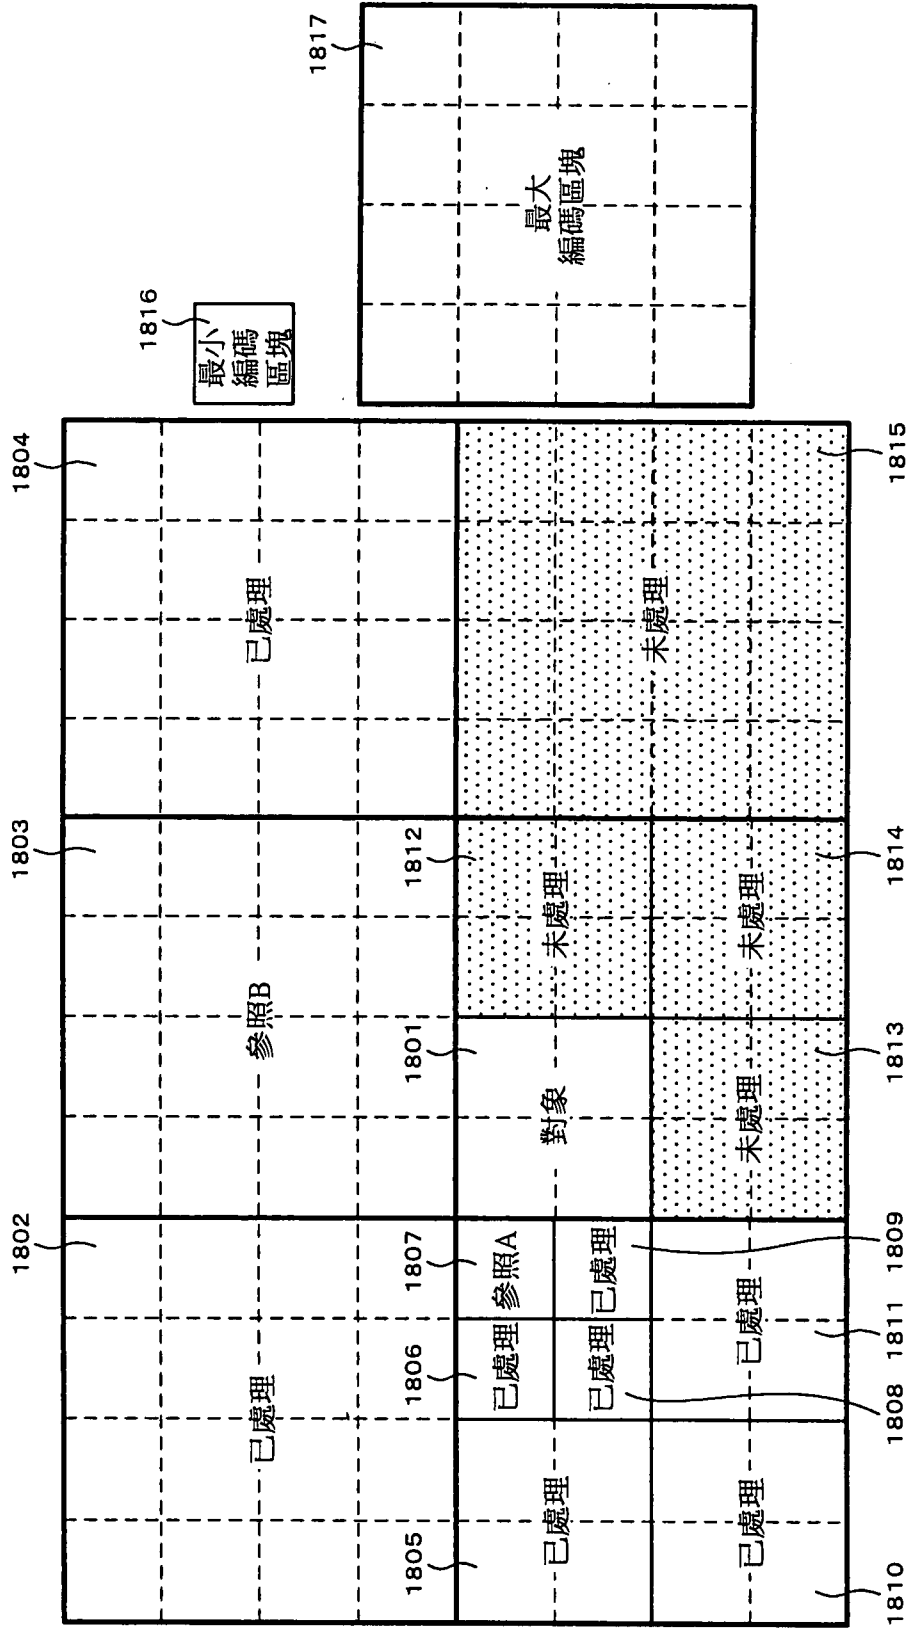 1802
1803
1804
已處理
參照B
已處理
1816
最小
編碼
區塊
1817
最大
編碼區塊
1805
1806
1807
1801
1812
已處理
已處理
參照A
已處理
已處理
對象
未處理
未處理
已處理
已處理
未處理
未處理
1810
1808
1811
1809
1813
1814
1815